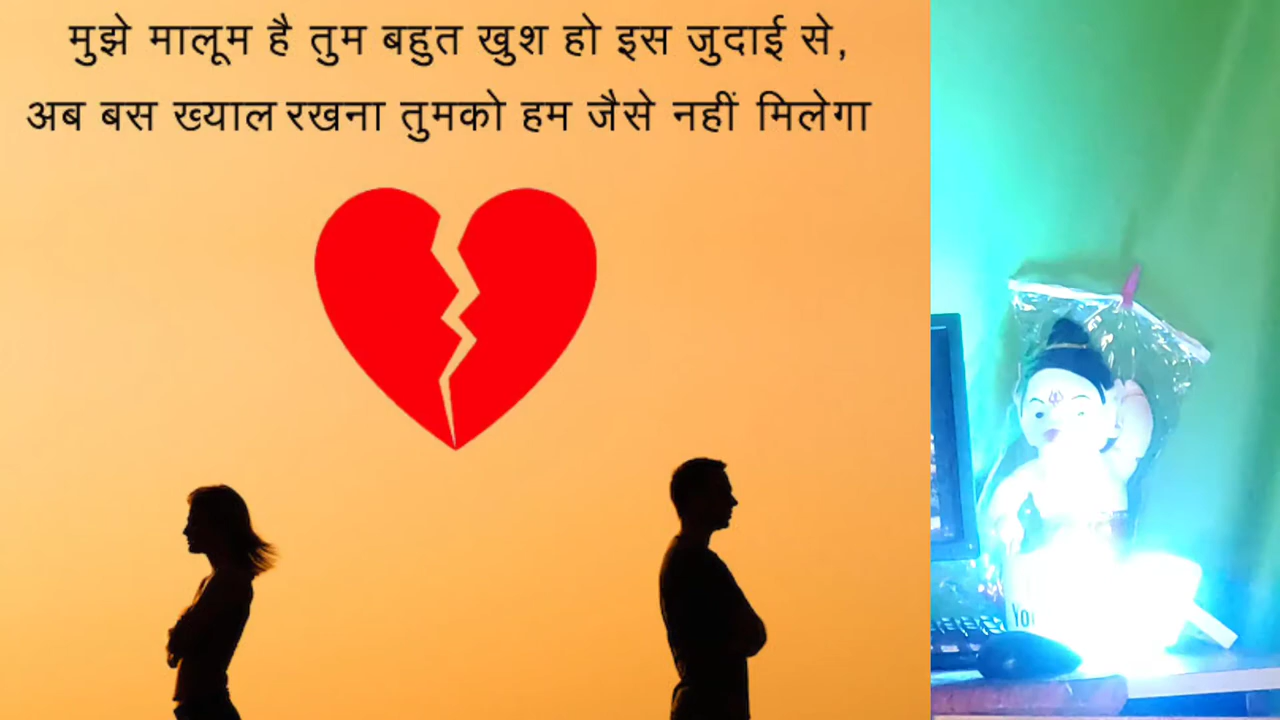 मुझे मालूम है तुम बहुत खुश हो इस जुदाई से,
अब बस ख्याल रखना तुमको हम जैसे नहीं मिलेगा